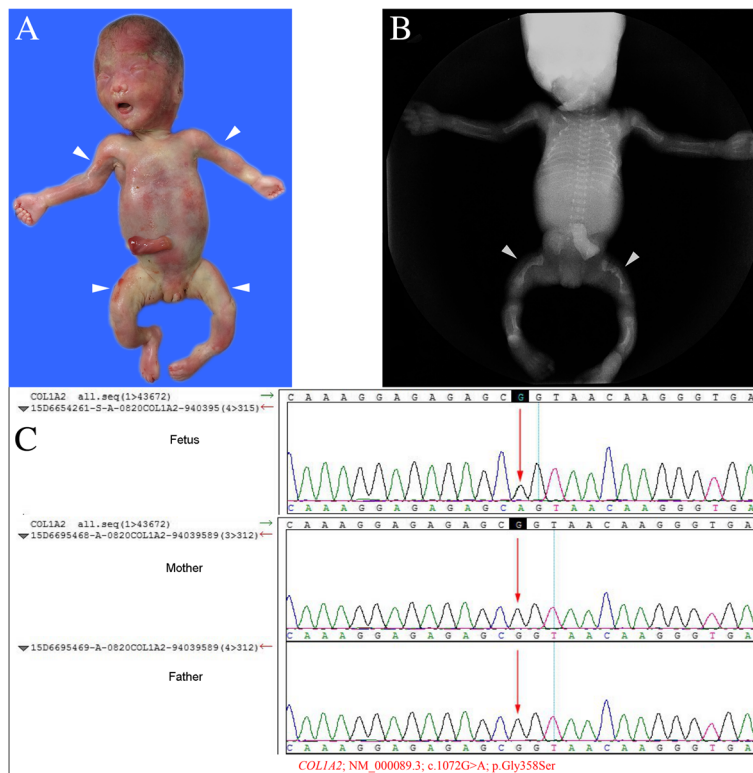 A
B
COL1A2 all.seq(1>43672) →
C A A A G G A G A G A G C G G T A A C A A G G G T G A
15D6654261-S-A-0820COL1A2-940395(4>315) ←
C
Fetus
C A A A G G A G A G A G C A G T A A C A A G G G T G A
COL1A2 all.seq(1>43672) →
C A A A G G A G A G A G C G G T A A C A A G G G T G A
15D6695468-A-0820COL1A2-94039589(3>312) ←
Mother
C A A A G G A G A G A G C G G T A A C A A G G G T G A
15D6695469-A-0820COL1A2-94039589(4>312) ←
Father
C A A A G G A G A G A G C G G T A A C A A G G G T G A
COL1A2; NM_000089.3; c.1072G>A; p.Gly358Ser